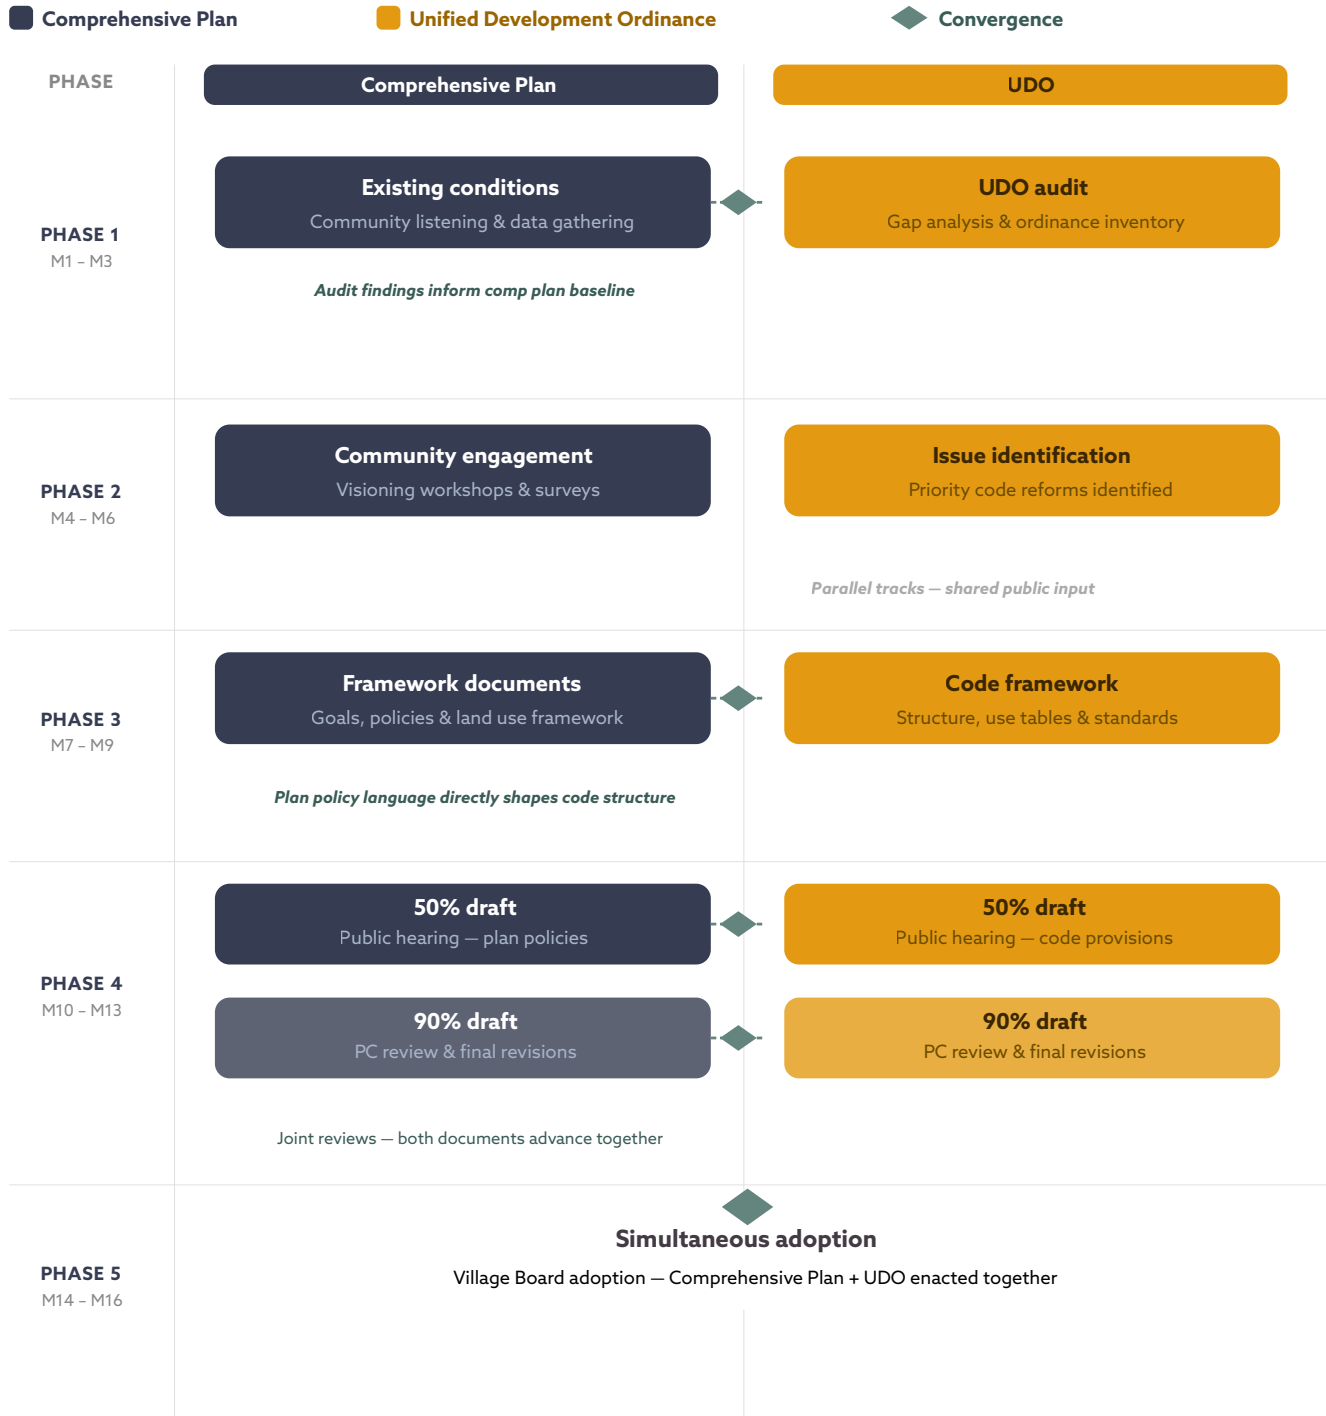 Comprehensive Plan
Unified Development Ordinance
Convergence
PHASE
Comprehensive Plan
UDO
PHASE 1
M1 – M3
Existing conditions
Community listening & data gathering
UDO audit
Gap analysis & ordinance inventory
Audit findings inform comp plan baseline
PHASE 2
M4 – M6
Community engagement
Visioning workshops & surveys
Issue identification
Priority code reforms identified
Parallel tracks — shared public input
PHASE 3
M7 – M9
Framework documents
Goals, policies & land use framework
Code framework
Structure, use tables & standards
Plan policy language directly shapes code structure
PHASE 4
M10 – M13
50% draft
Public hearing — plan policies
50% draft
Public hearing — code provisions
90% draft
PC review & final revisions
90% draft
PC review & final revisions
Joint reviews — both documents advance together
PHASE 5
M14 – M16
Simultaneous adoption
Village Board adoption — Comprehensive Plan + UDO enacted together